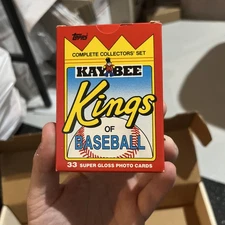 Topps
COMPLETE COLLECTORS' SET
KAY BEE
Kings
OF
BASEBALL
33 SUPER GLOSS PHOTO CARDS